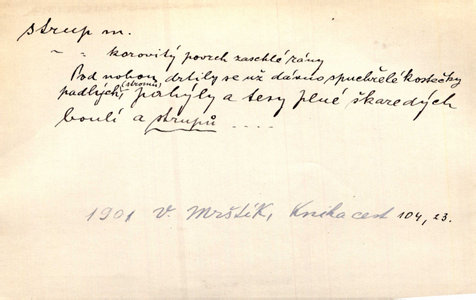 strup m.
" " korovitý povrch zaschlé rány
Pod nohou drtily se už dávno spuchřelé kostečky
padlých (stromů), pahýly a tesy plné škaredých
boulí a strupů ....
1901 V. Mrštík, Kniha cest 104, 23.